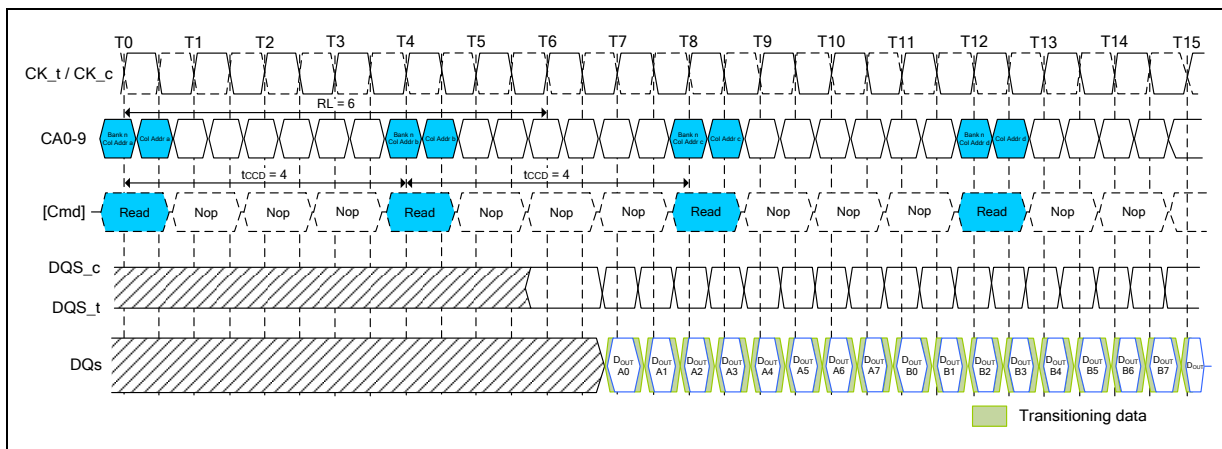 T0 T1 T2 T3 T4 T5 T6 T7 T8 T9 T10 T11 T12 T13 T14 T15
CK_t / CK_c
RL = 6
CA0-9
Bank n Col Addr a
Col Addr a
Bank n Col Addr b
Col Addr b
Bank n Col Addr c
Col Addr c
Bank n Col Addr d
Col Addr d
tCCD = 4 tCCD = 4
[Cmd] Read Nop Nop Nop Read Nop Nop Nop Read Nop Nop Nop Read Nop Nop
DQS_c
DQS_t
DQs
DOUT A0
DOUT A1
DOUT A2
DOUT A3
DOUT A4
DOUT A5
DOUT A6
DOUT A7
DOUT B0
DOUT B1
DOUT B2
DOUT B3
DOUT B4
DOUT B5
DOUT B6
DOUT B7
DOUT
Transitioning data